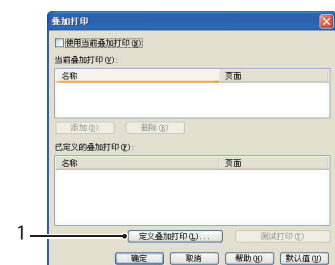 叠加打印
使用当前叠加打印(X)
当前叠加打印(V):
名称 页面
添加(D) 删除(S)
已定义的叠加打印(P):
名称 页面
1 定义叠加打印(L)... 测试打印(T)
确定 取消 帮助(H) 默认值(U)